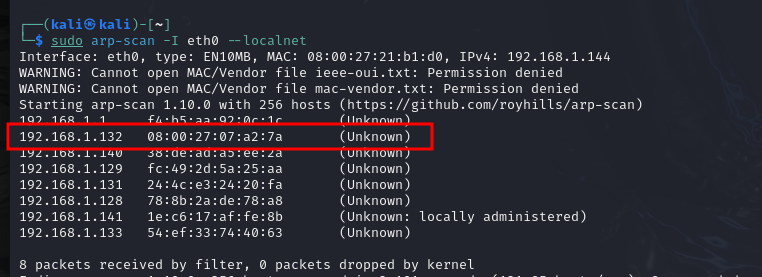 ┌──(kali㉿kali)-[~]
└─$ sudo arp-scan -I eth0 --localnet
Interface: eth0, type: EN10MB, MAC: 08:00:27:21:b1:d0, IPv4: 192.168.1.144
WARNING: Cannot open MAC/Vendor file ieee-oui.txt: Permission denied
WARNING: Cannot open MAC/Vendor file mac-vendor.txt: Permission denied
Starting arp-scan 1.10.0 with 256 hosts (https://github.com/royhills/arp-scan)
192.168.1.1 f4:b5:aa:92:0c:1c (Unknown)
192.168.1.132 08:00:27:07:a2:7a (Unknown)
192.168.1.140 38:de:ad:a5:ee:2a (Unknown)
192.168.1.129 fc:49:2d:5a:25:aa (Unknown)
192.168.1.131 24:4c:e3:24:20:fa (Unknown)
192.168.1.128 78:8b:2a:de:78:a8 (Unknown)
192.168.1.141 1e:c6:17:af:fe:8b (Unknown: locally administered)
192.168.1.133 54:ef:33:74:40:63 (Unknown)
8 packets received by filter, 0 packets dropped by kernel